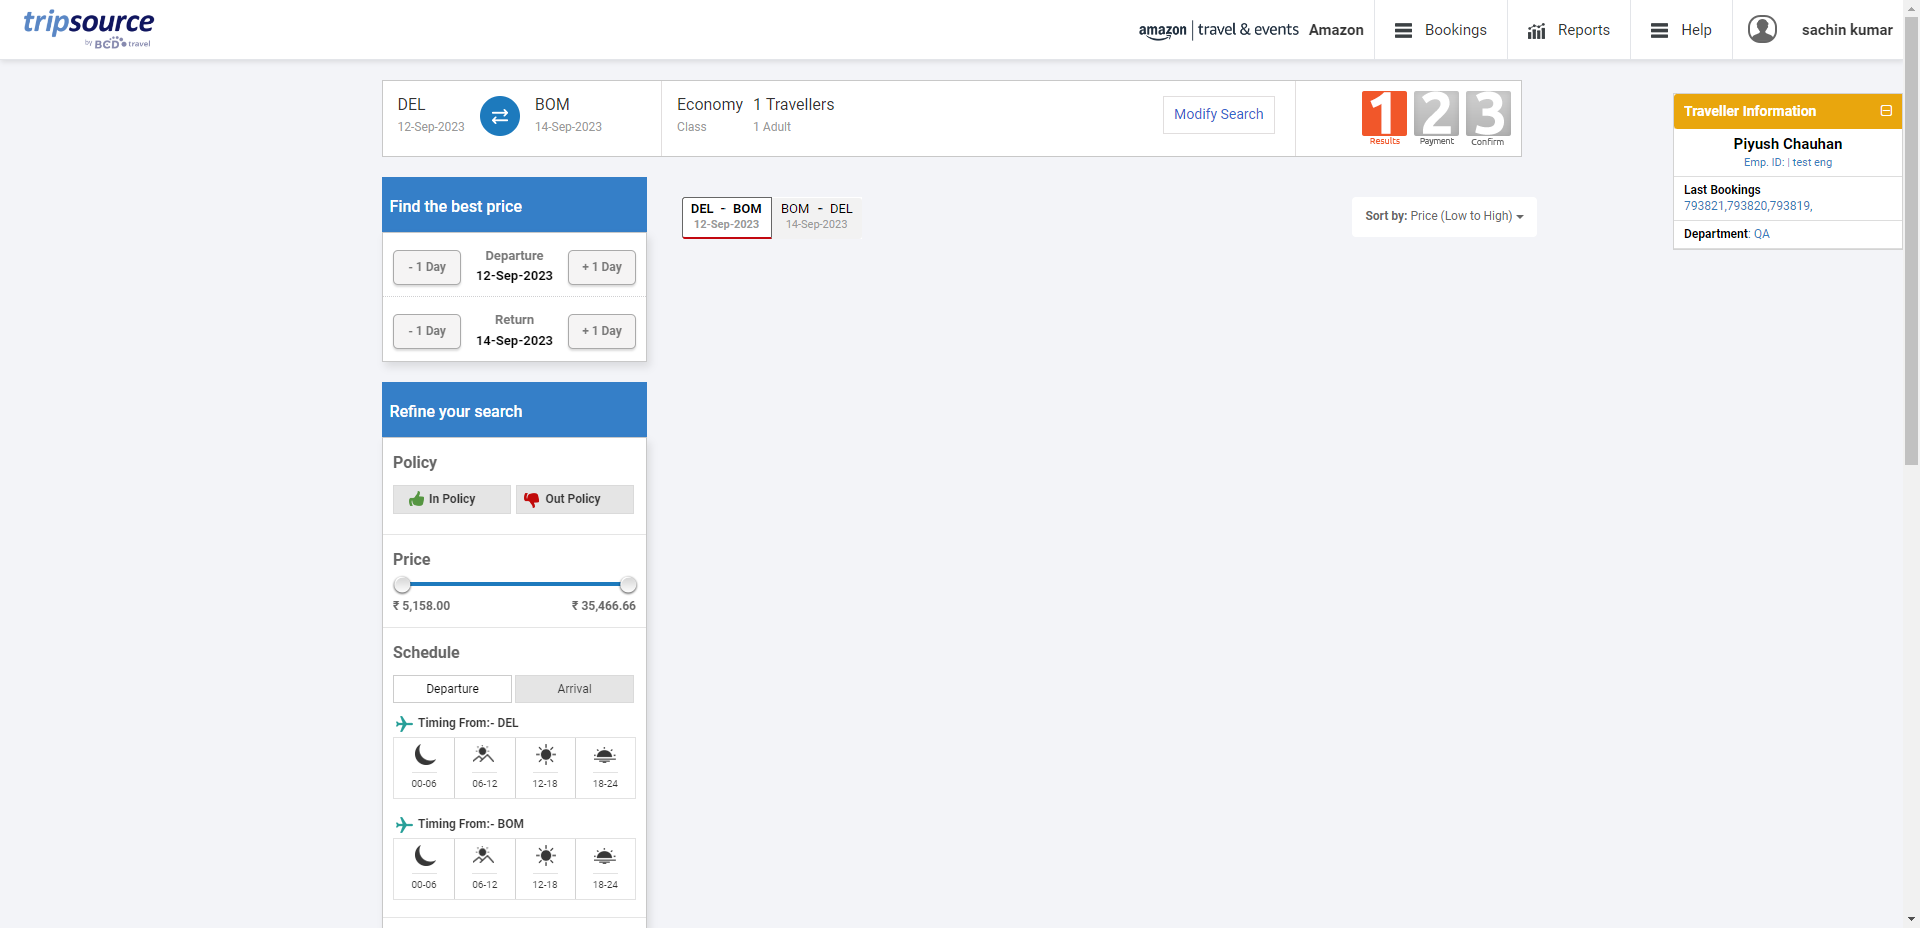 tripsource
by BCD travel
amazon travel & events Amazon
Bookings
Reports
Help
sachin kumar
DEL
12-Sep-2023
BOM
14-Sep-2023
Economy
Class
1 Travellers
1 Adult
Modify Search
1 2 3
Results Payment Confirm
Traveller Information
Piyush Chauhan
Emp. ID: | test eng
Last Bookings
793821,793820,793819,
Department: QA
Find the best price
Departure
- 1 Day 12-Sep-2023 + 1 Day
Return
- 1 Day 14-Sep-2023 + 1 Day
DEL - BOM
12-Sep-2023
BOM - DEL
14-Sep-2023
Sort by: Price (Low to High)
Refine your search
Policy
In Policy Out Policy
Price
₹ 5,158.00 ₹ 35,466.66
Schedule
Departure Arrival
Timing From:- DEL
00-06 06-12 12-18 18-24
Timing From:- BOM
00-06 06-12 12-18 18-24